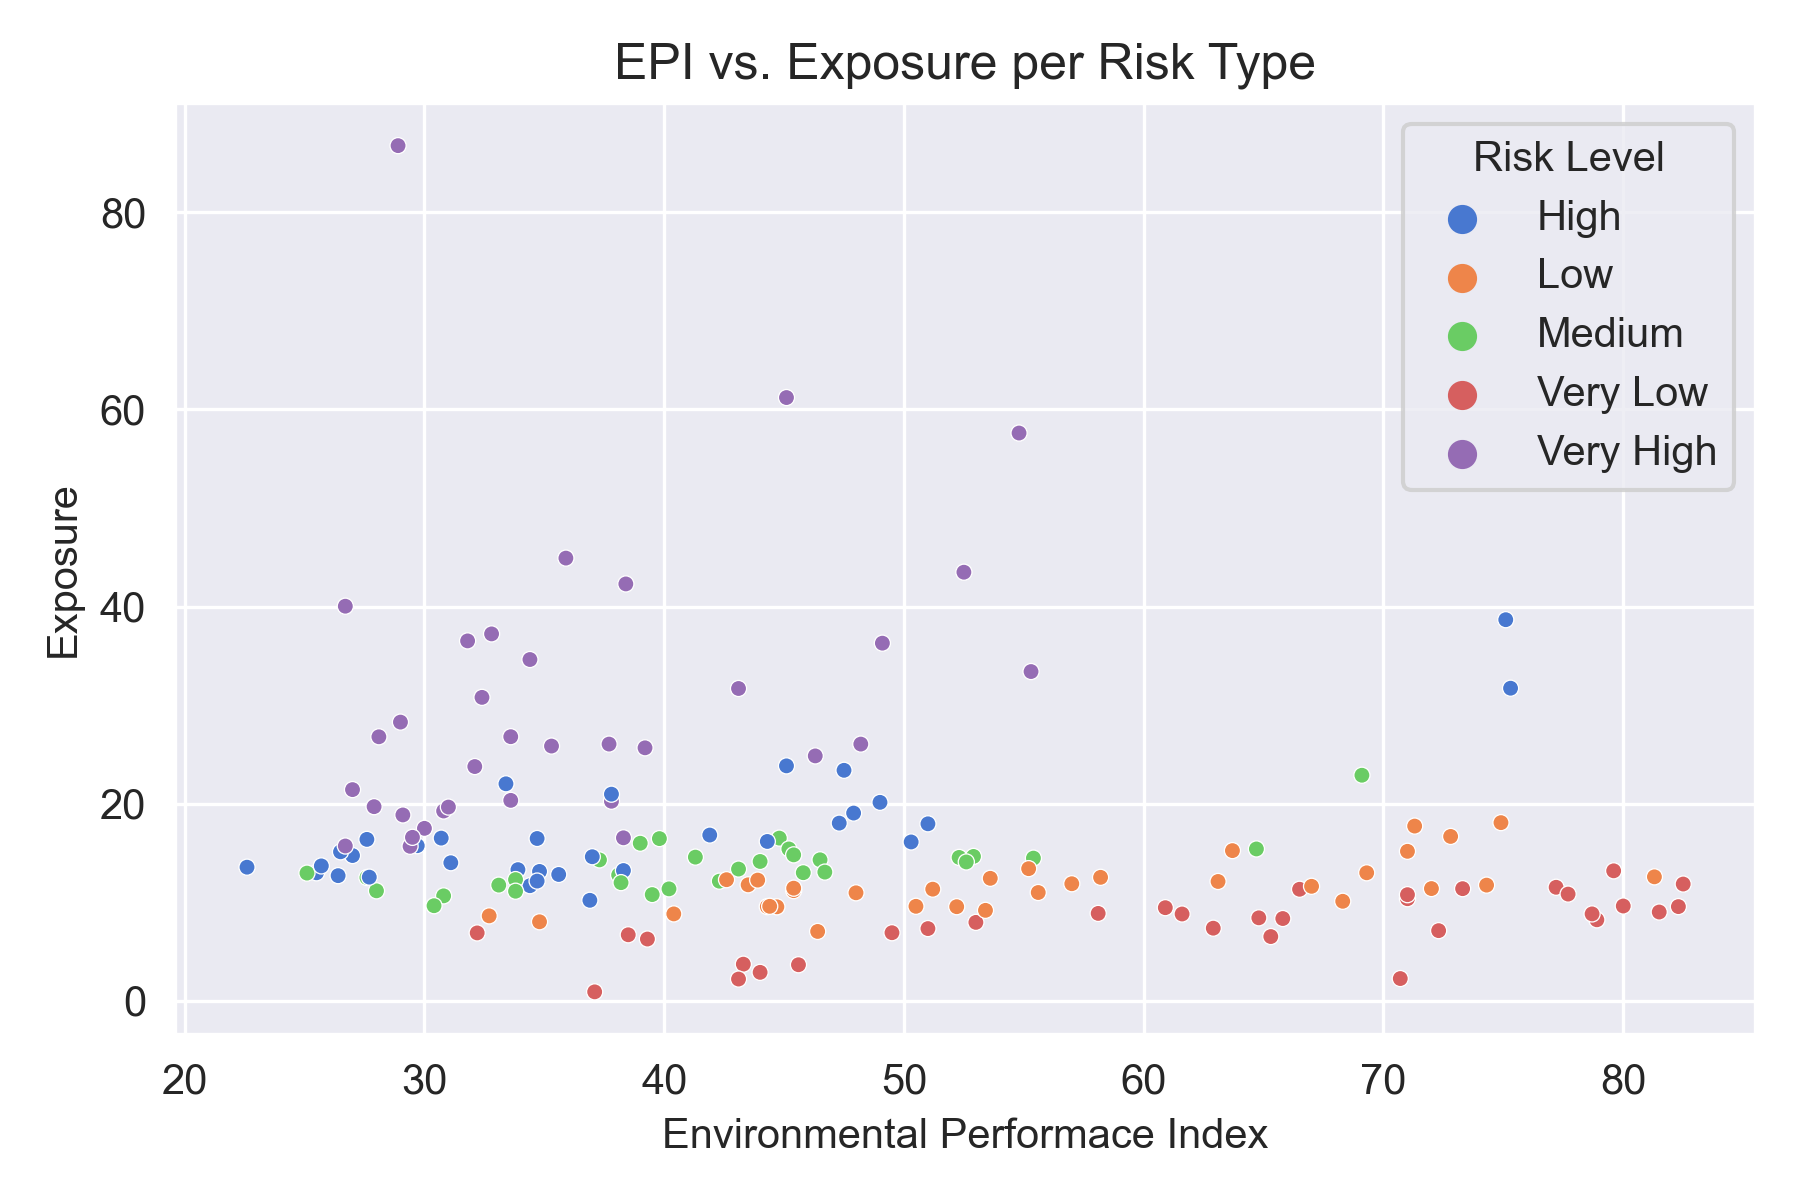 EPI vs. Exposure per Risk Type
Risk Level
High
Low
Medium
Very Low
Very High
Exposure
80
60
40
20
0
20 30 40 50 60 70 80
Environmental Performace Index